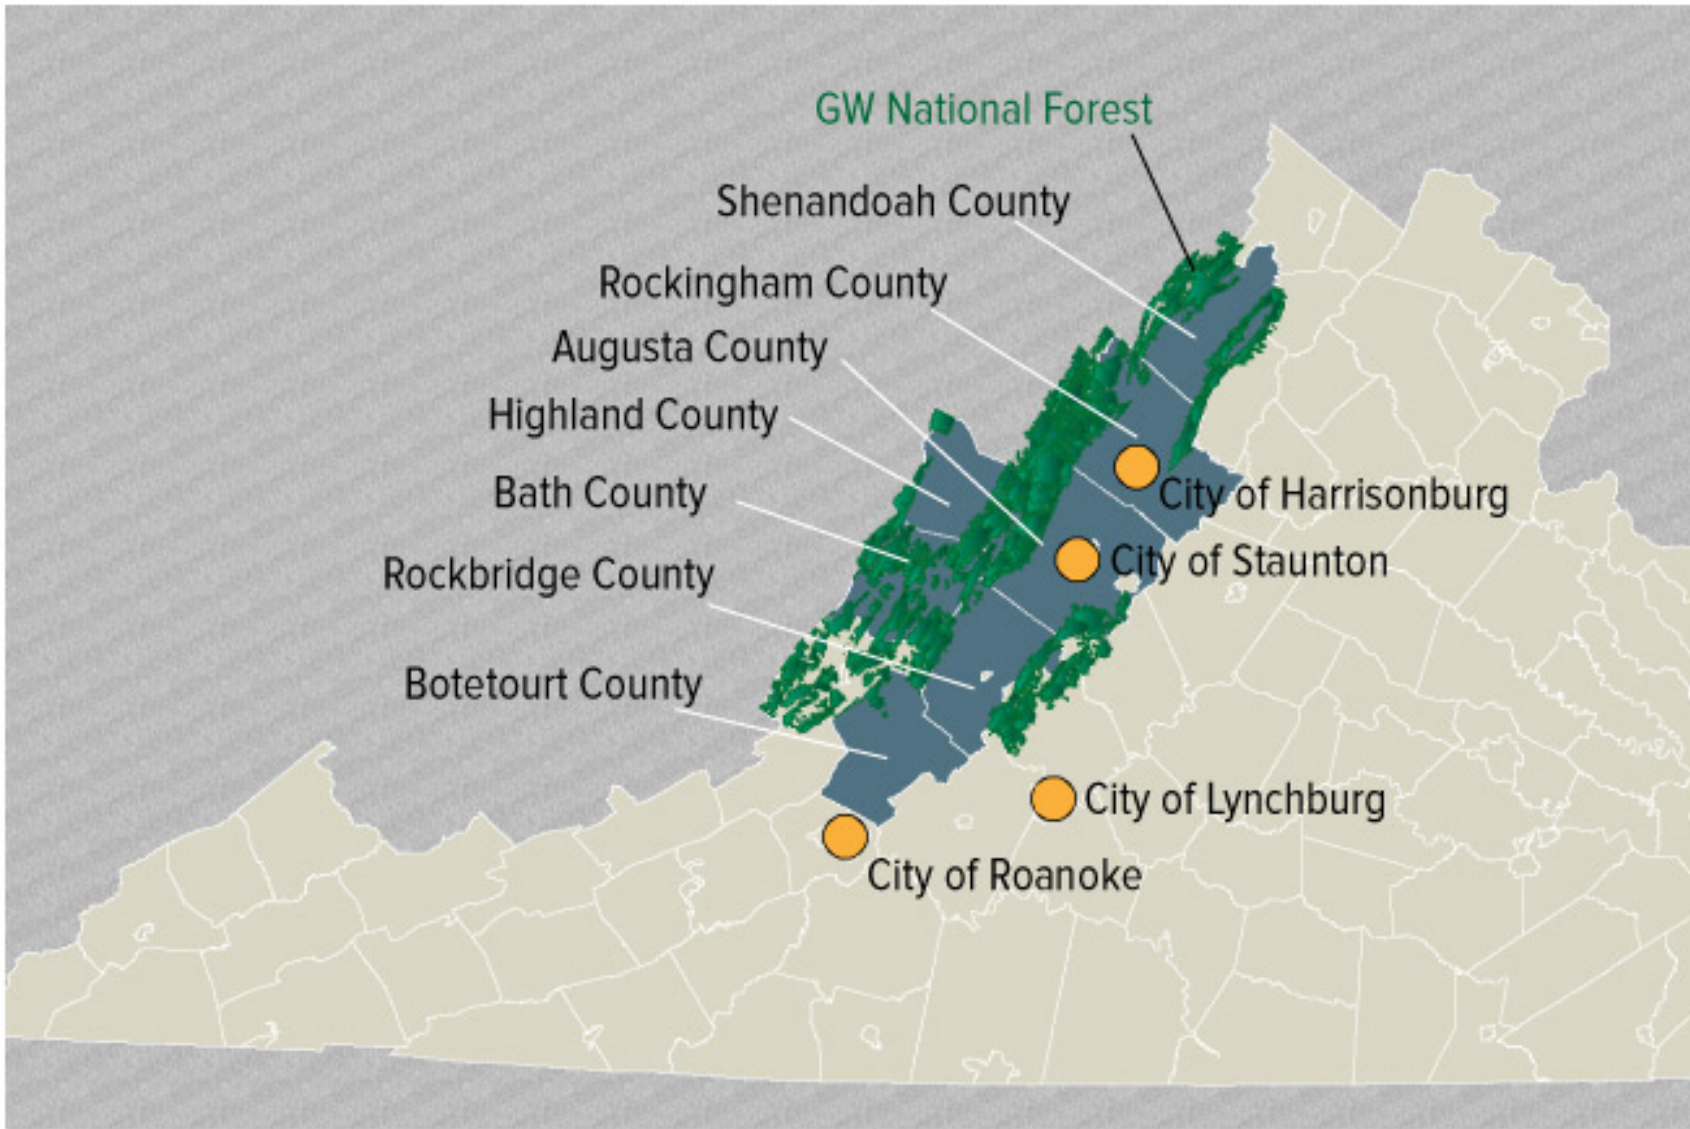 GW National Forest
Shenandoah County
Rockingham County
Augusta County
Highland County
Bath County
Rockbridge County
Botetourt County
City of Harrisonburg
City of Staunton
City of Lynchburg
City of Roanoke